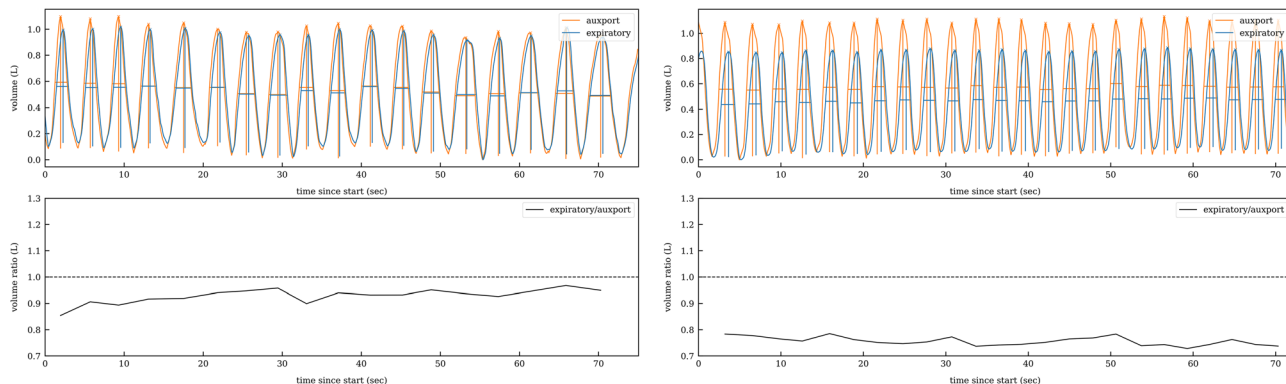 volume (L)
1.0
0.8
0.6
0.4
0.2
0.0
auxport
expiratory
0 10 20 30 40 50 60 70
time since start (sec)
volume ratio (L)
1.3
1.2
1.1
1.0
0.9
0.8
0.7
expiratory/auxport
0 10 20 30 40 50 60 70
time since start (sec)
volume (L)
1.0
0.8
0.6
0.4
0.2
0.0
auxport
expiratory
0 10 20 30 40 50 60 70
time since start (sec)
volume ratio (L)
1.3
1.2
1.1
1.0
0.9
0.8
0.7
expiratory/auxport
0 10 20 30 40 50 60 70
time since start (sec)